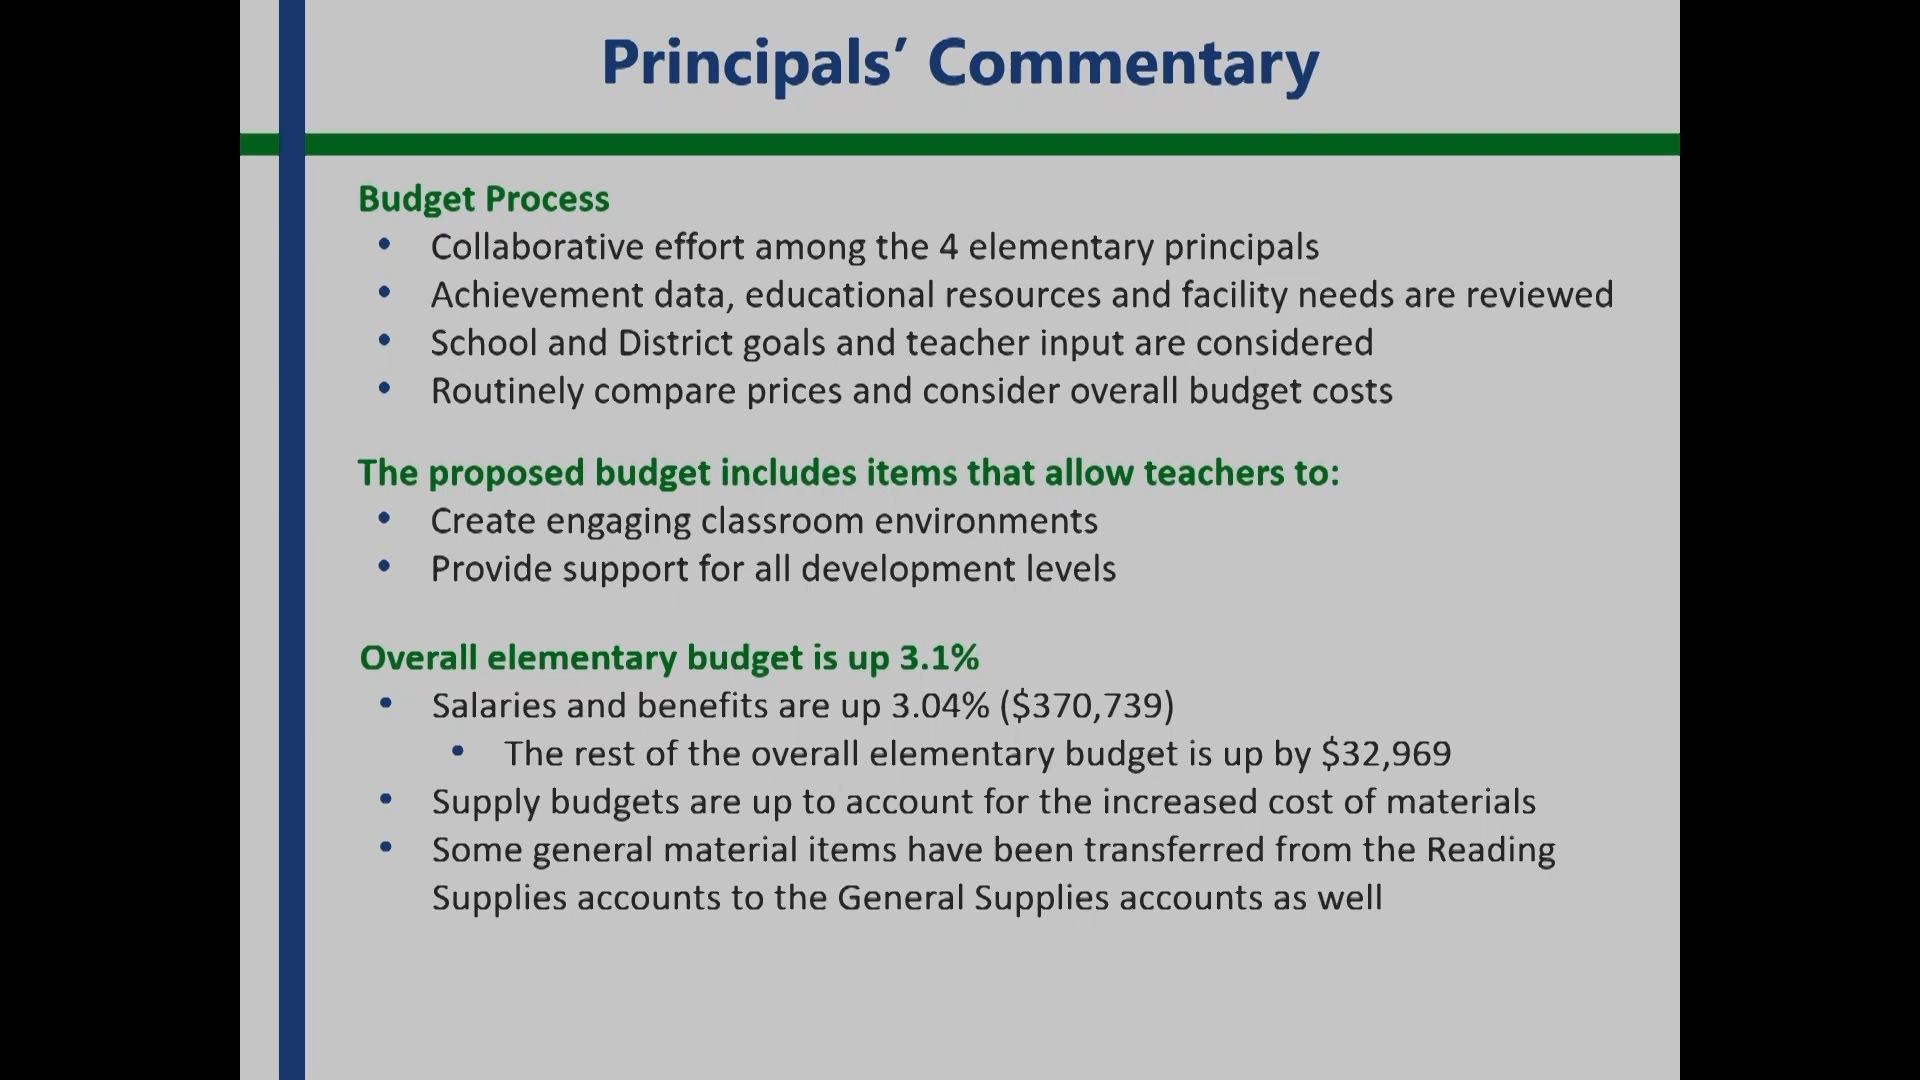 Principals’ Commentary
Budget Process
• Collaborative effort among the 4 elementary principals
• Achievement data, educational resources and facility needs are reviewed
• School and District goals and teacher input are considered
• Routinely compare prices and consider overall budget costs
The proposed budget includes items that allow teachers to:
• Create engaging classroom environments
• Provide support for all development levels
Overall elementary budget is up 3.1%
• Salaries and benefits are up 3.04% ($370,739)
• The rest of the overall elementary budget is up by $32,969
• Supply budgets are up to account for the increased cost of materials
• Some general material items have been transferred from the Reading
Supplies accounts to the General Supplies accounts as well